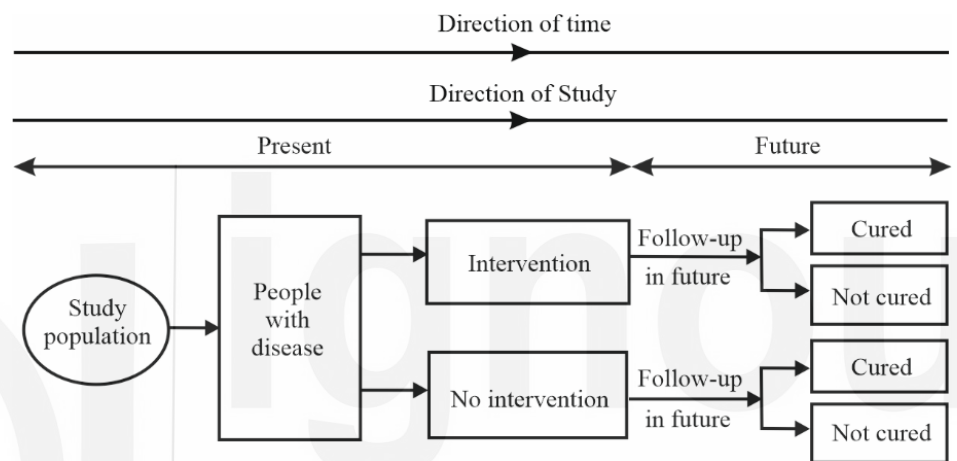 Direction of time
Direction of Study
Present
Future
Study
population
People
with
disease
Intervention
Follow-up
in future
Cured
Not cured
No intervention
Follow-up
in future
Cured
Not cured
ignou